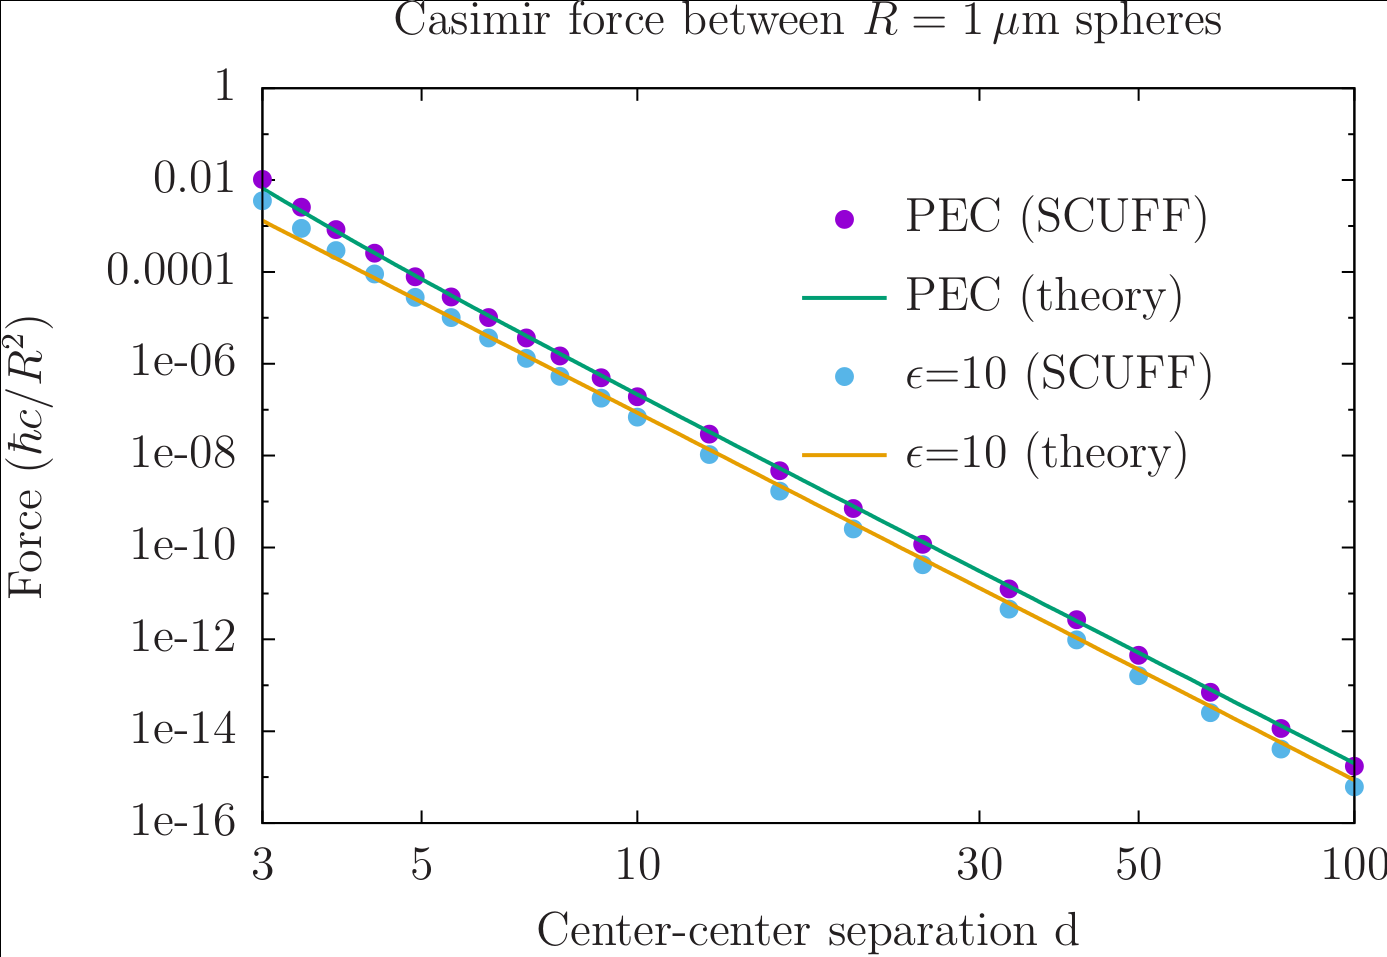 Casimir force between R = 1 μm spheres
1
0.01
0.0001
1e-06
1e-08
1e-10
1e-12
1e-14
1e-16
Force (ħc/R²)
PEC (SCUFF)
PEC (theory)
ϵ=10 (SCUFF)
ϵ=10 (theory)
3 5 10 30 50 100
Center-center separation d